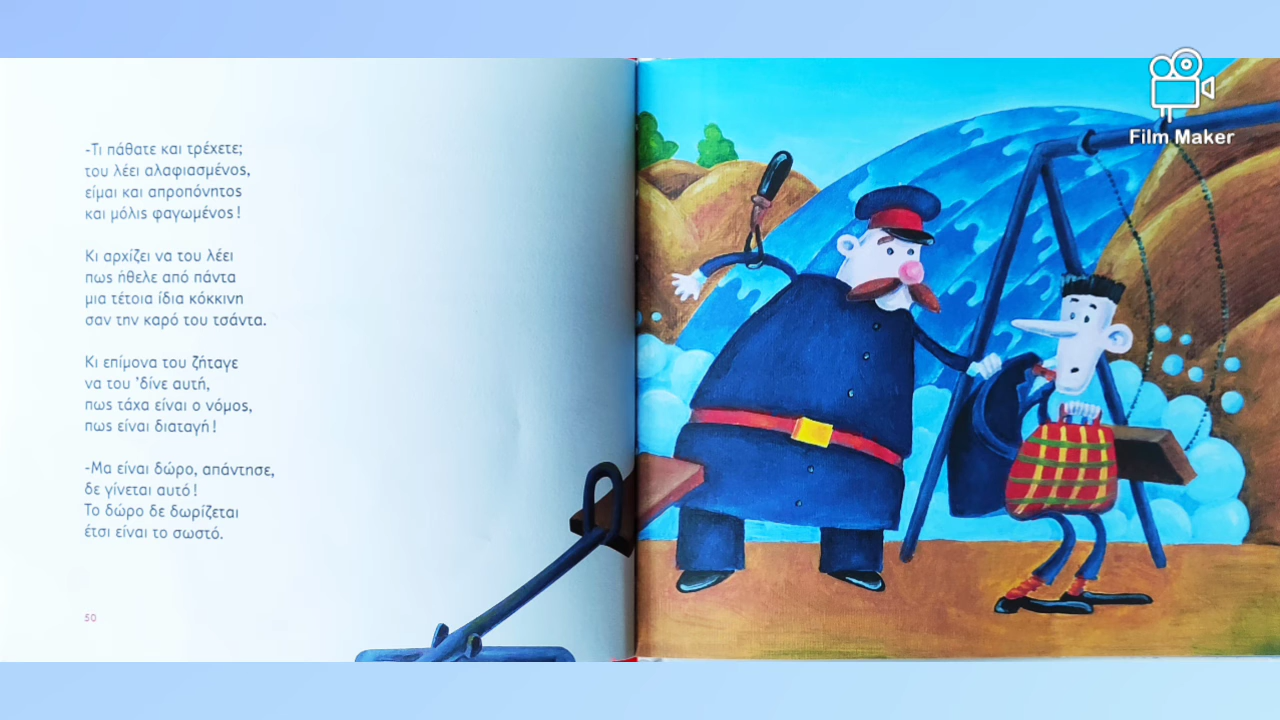 -Τι πάθατε και τρέχετε;
του λέει αλαφιασμένος,
είμαι και απροπόνητος
και μόλις φαγωμένος!
Κι αρχίζει να του λέει
πως ήθελε από πάντα
μια τέτοια ίδια κόκκινη
σαν την καρό του τσάντα.
Κι επίμονα του ζήταγε
να του 'δινε αυτή,
πως τάχα είναι ο νόμος,
πως είναι διαταγή!
-Μα είναι δώρο, απάντησε,
δε γίνεται αυτό!
Το δώρο δε δωρίζεται
έτσι είναι το σωστό.
50
Film Maker